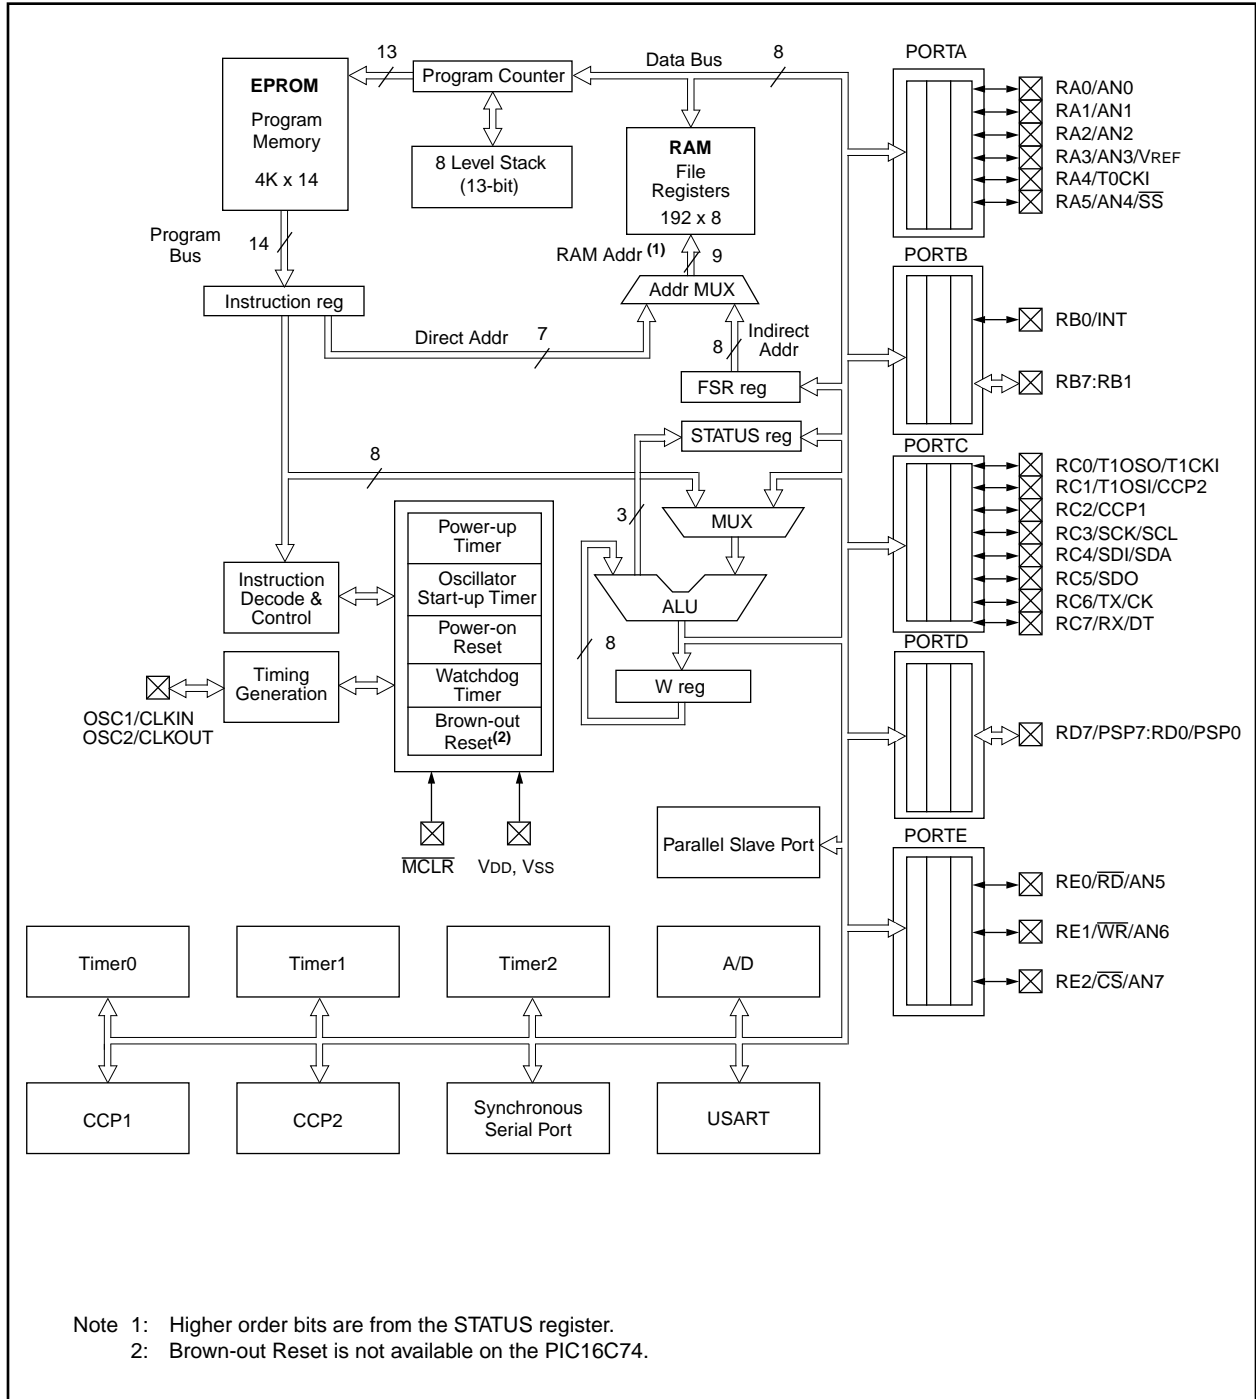 13
Program Counter
Data Bus
8
PORTA
EPROM
Program
Memory
4K x 14
8 Level Stack
(13-bit)
RAM
File
Registers
192 x 8
RA0/AN0
RA1/AN1
RA2/AN2
RA3/AN3/VREF
RA4/T0CKI
RA5/AN4/S̅S̅
Program
Bus
14
RAM Addr (1)
9
PORTB
Instruction reg
Addr MUX
Direct Addr
7
8
Indirect
Addr
RB0/INT
FSR reg
RB7:RB1
STATUS reg
PORTC
8
3
MUX
RC0/T1OSO/T1CKI
RC1/T1OSI/CCP2
RC2/CCP1
RC3/SCK/SCL
RC4/SDI/SDA
RC5/SDO
RC6/TX/CK
RC7/RX/DT
Power-up
Timer
Instruction
Decode &
Control
Oscillator
Start-up Timer
ALU
Power-on
Reset
8
PORTD
Timing
Generation
Watchdog
Timer
W reg
OSC1/CLKIN
OSC2/CLKOUT
Brown-out
Reset(2)
RD7/PSP7:RD0/PSP0
M̅C̅L̅R̅
VDD, VSS
Parallel Slave Port
PORTE
RE0/R̅D̅/AN5
RE1/W̅R̅/AN6
RE2/C̅S̅/AN7
Timer0
Timer1
Timer2
A/D
CCP1
CCP2
Synchronous
Serial Port
USART
Note 1: Higher order bits are from the STATUS register.
2: Brown-out Reset is not available on the PIC16C74.